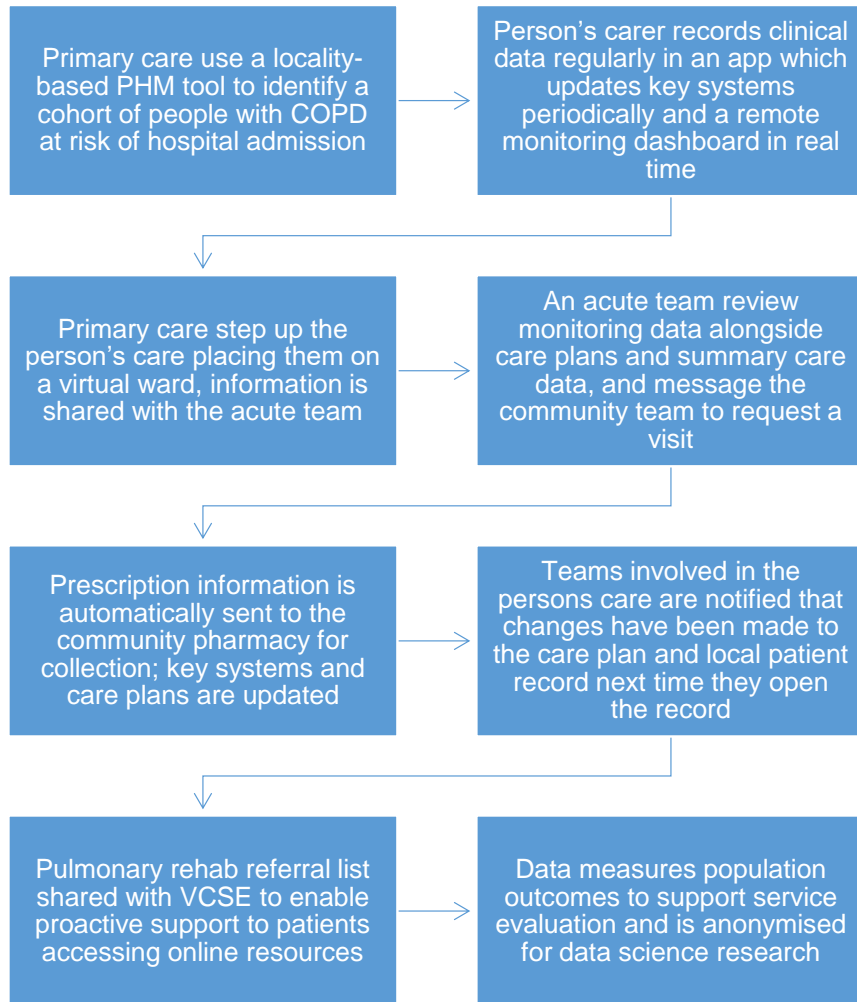 Primary care use a locality-
based PHM tool to identify a
cohort of people with COPD
at risk of hospital admission
Person’s carer records clinical
data regularly in an app which
updates key systems
periodically and a remote
monitoring dashboard in real
time
Primary care step up the
person’s care placing them on
a virtual ward, information is
shared with the acute team
An acute team review
monitoring data alongside
care plans and summary care
data, and message the
community team to request a
visit
Prescription information is
automatically sent to the
community pharmacy for
collection; key systems and
care plans are updated
Teams involved in the
persons care are notified that
changes have been made to
the care plan and local patient
record next time they open
the record
Pulmonary rehab referral list
shared with VCSE to enable
proactive support to patients
accessing online resources
Data measures population
outcomes to support service
evaluation and is anonymised
for data science research